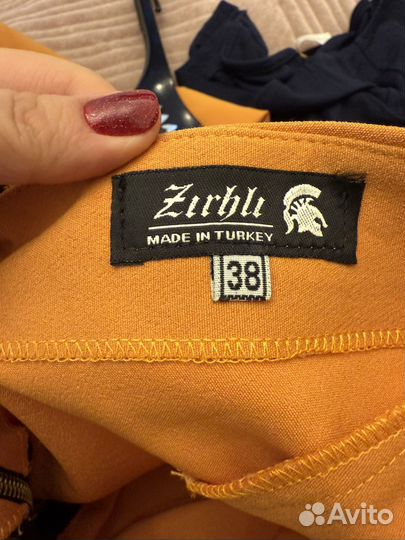 Zırhlı
MADE IN TURKEY
38
Avito